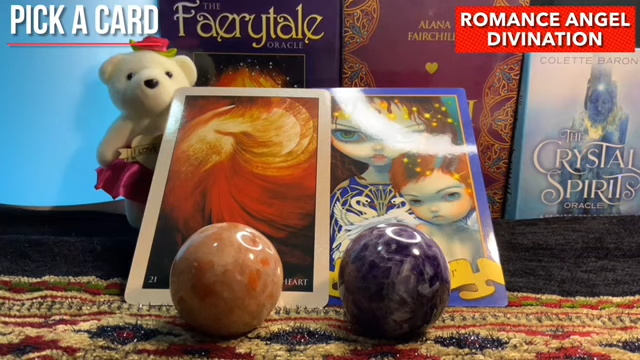 PICK A CARD
ROMANCE ANGEL
DIVINATION
THE
Faerytale
ORACLE
ALANA
FAIRCHILD
COLETTE BARON
THE
CRYSTAL
SPIRITS
ORACLE
21
HEART